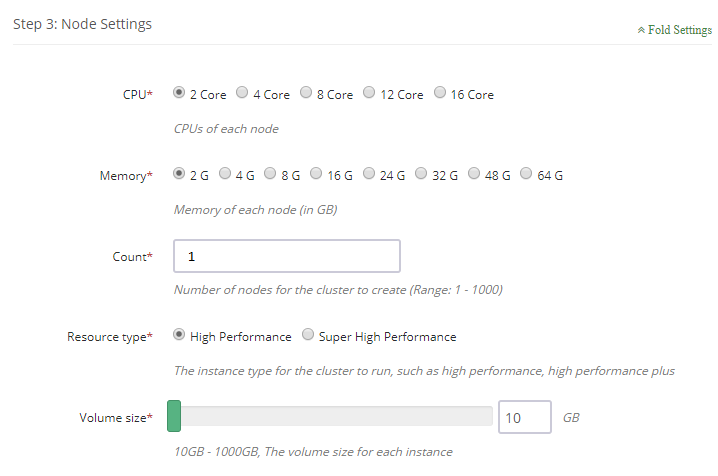 Step 3: Node Settings
Fold Settings
CPU* 2 Core 4 Core 8 Core 12 Core 16 Core
CPUs of each node
Memory* 2 G 4 G 8 G 16 G 24 G 32 G 48 G 64 G
Memory of each node (in GB)
Count* 1
Number of nodes for the cluster to create (Range: 1 - 1000)
Resource type* High Performance Super High Performance
The instance type for the cluster to run, such as high performance, high performance plus
Volume size* 10 GB
10GB - 1000GB, The volume size for each instance